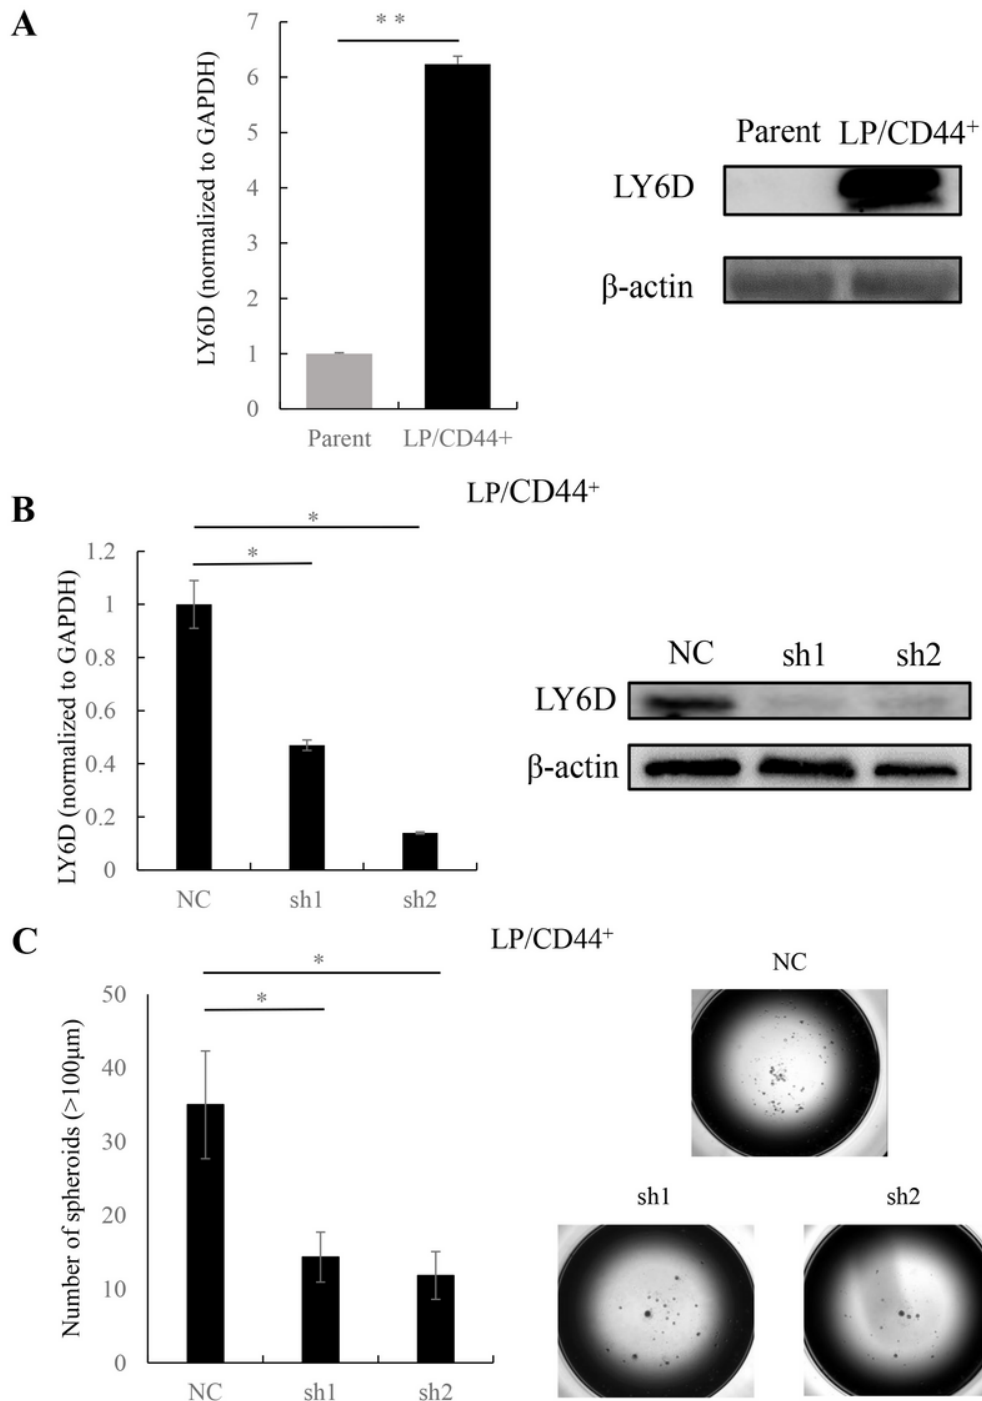 A
* *
7
6
5
4
3
2
1
0
LY6D (normalized to GAPDH)
Parent LP/CD44+
Parent LP/CD44⁺
LY6D
β-actin
LP/CD44⁺
B
*
*
1.2
1
0.8
0.6
0.4
0.2
0
LY6D (normalized to GAPDH)
NC sh1 sh2
NC sh1 sh2
LY6D
β-actin
C
LP/CD44⁺
*
*
50
40
30
20
10
0
Number of spheroids (>100μm)
NC sh1 sh2
NC
sh1 sh2